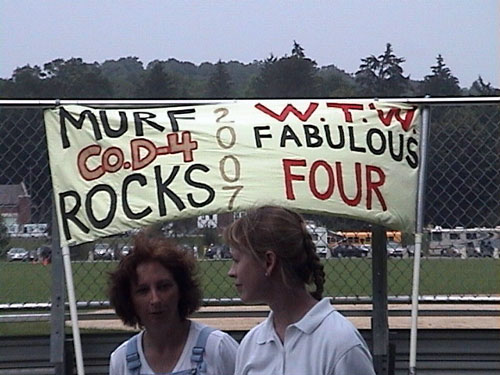 MURF
CO.D-4
ROCKS
2007
W.T.W.
FABULOUS
FOUR